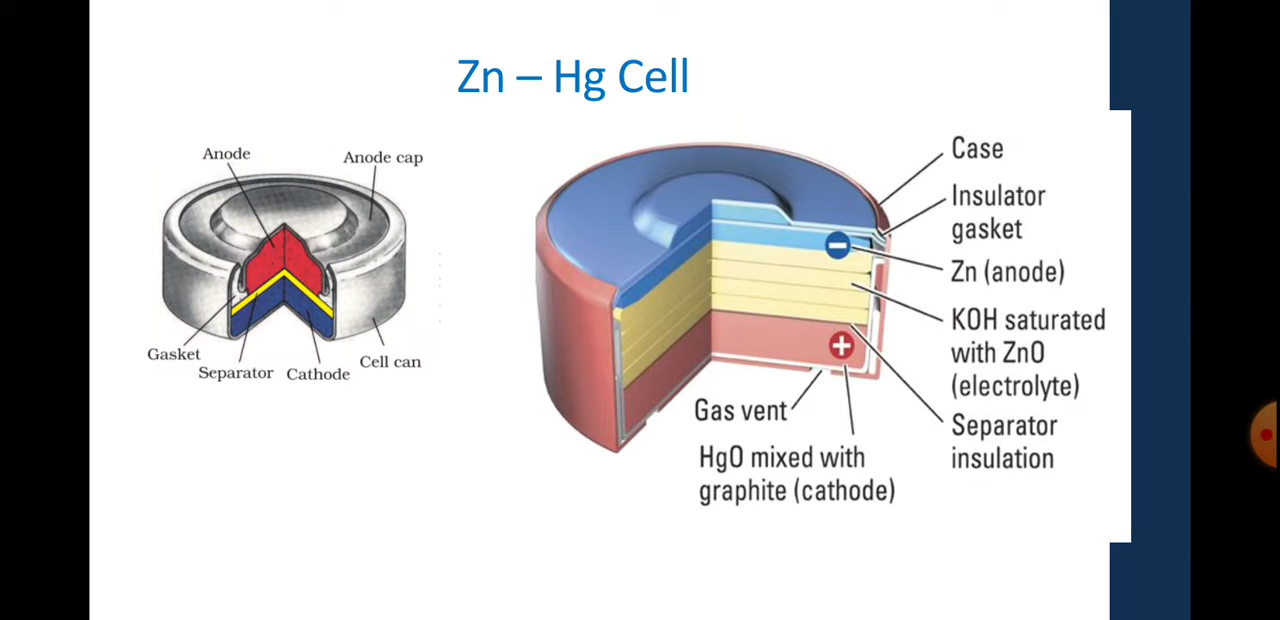 Zn – Hg Cell
Anode
Anode cap
Gasket
Separator
Cathode
Cell can
Case
Insulator
gasket
Zn (anode)
KOH saturated
with ZnO
(electrolyte)
Separator
insulation
Gas vent
HgO mixed with
graphite (cathode)